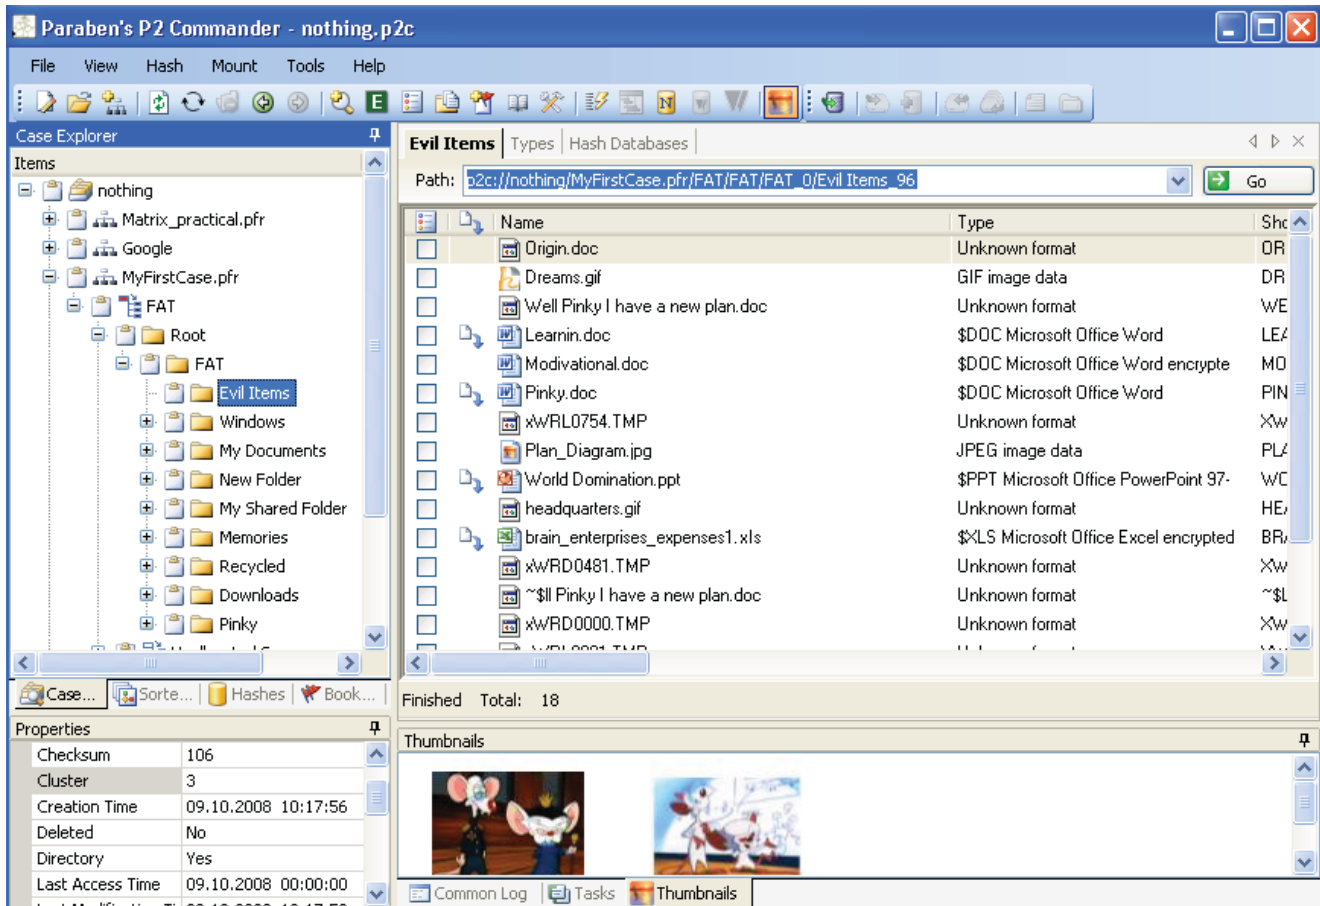 Paraben's P2 Commander - nothing.p2c
File View Hash Mount Tools Help
Case Explorer
Items
nothing
Matrix_practical.pfr
Google
MyFirstCase.pfr
FAT
Root
FAT
Evil Items
Windows
My Documents
New Folder
My Shared Folder
Memories
Recycled
Downloads
Pinky
Case... Sorte... Hashes Book...
Properties
Checksum 106
Cluster 3
Creation Time 09.10.2008 10:17:56
Deleted No
Directory Yes
Last Access Time 09.10.2008 00:00:00
Evil Items Types Hash Databases
Path: p2c://nothing/MyFirstCase.pfr/FAT/FAT/FAT_0/Evil Items_96 Go
Name Type Shc
Origin.doc Unknown format OR
Dreams.gif GIF image data DR
Well Pinky I have a new plan.doc Unknown format WE
Learnin.doc $DOC Microsoft Office Word LEA
Modivational.doc $DOC Microsoft Office Word encrypte MO
Pinky.doc $DOC Microsoft Office Word PIN
xWRL0754.TMP Unknown format XW
Plan_Diagram.jpg JPEG image data PLA
World Domination.ppt $PPT Microsoft Office PowerPoint 97- WO
headquarters.gif Unknown format HEA
brain_enterprises_expenses1.xls $XLS Microsoft Office Excel encrypted BRA
xWRD0481.TMP Unknown format XW
~$ll Pinky I have a new plan.doc Unknown format ~$L
xWRD0000.TMP Unknown format XW
Finished Total: 18
Thumbnails
Common Log Tasks Thumbnails